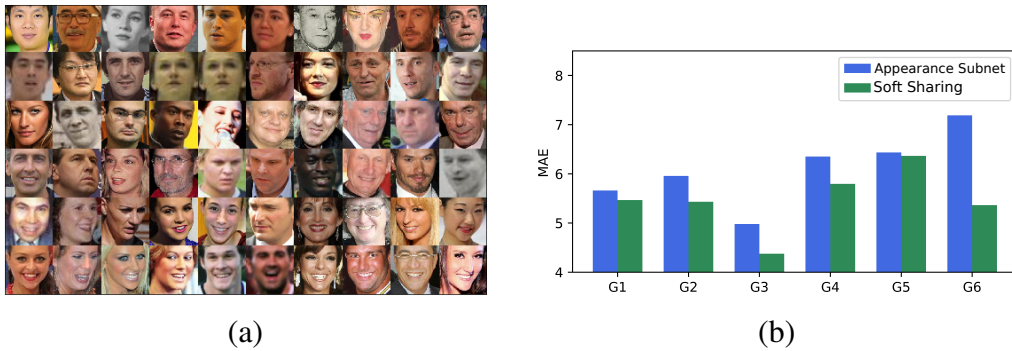 8
7
6
5
4
MAE
Appearance Subnet
Soft Sharing
G1 G2 G3 G4 G5 G6
(a) (b)